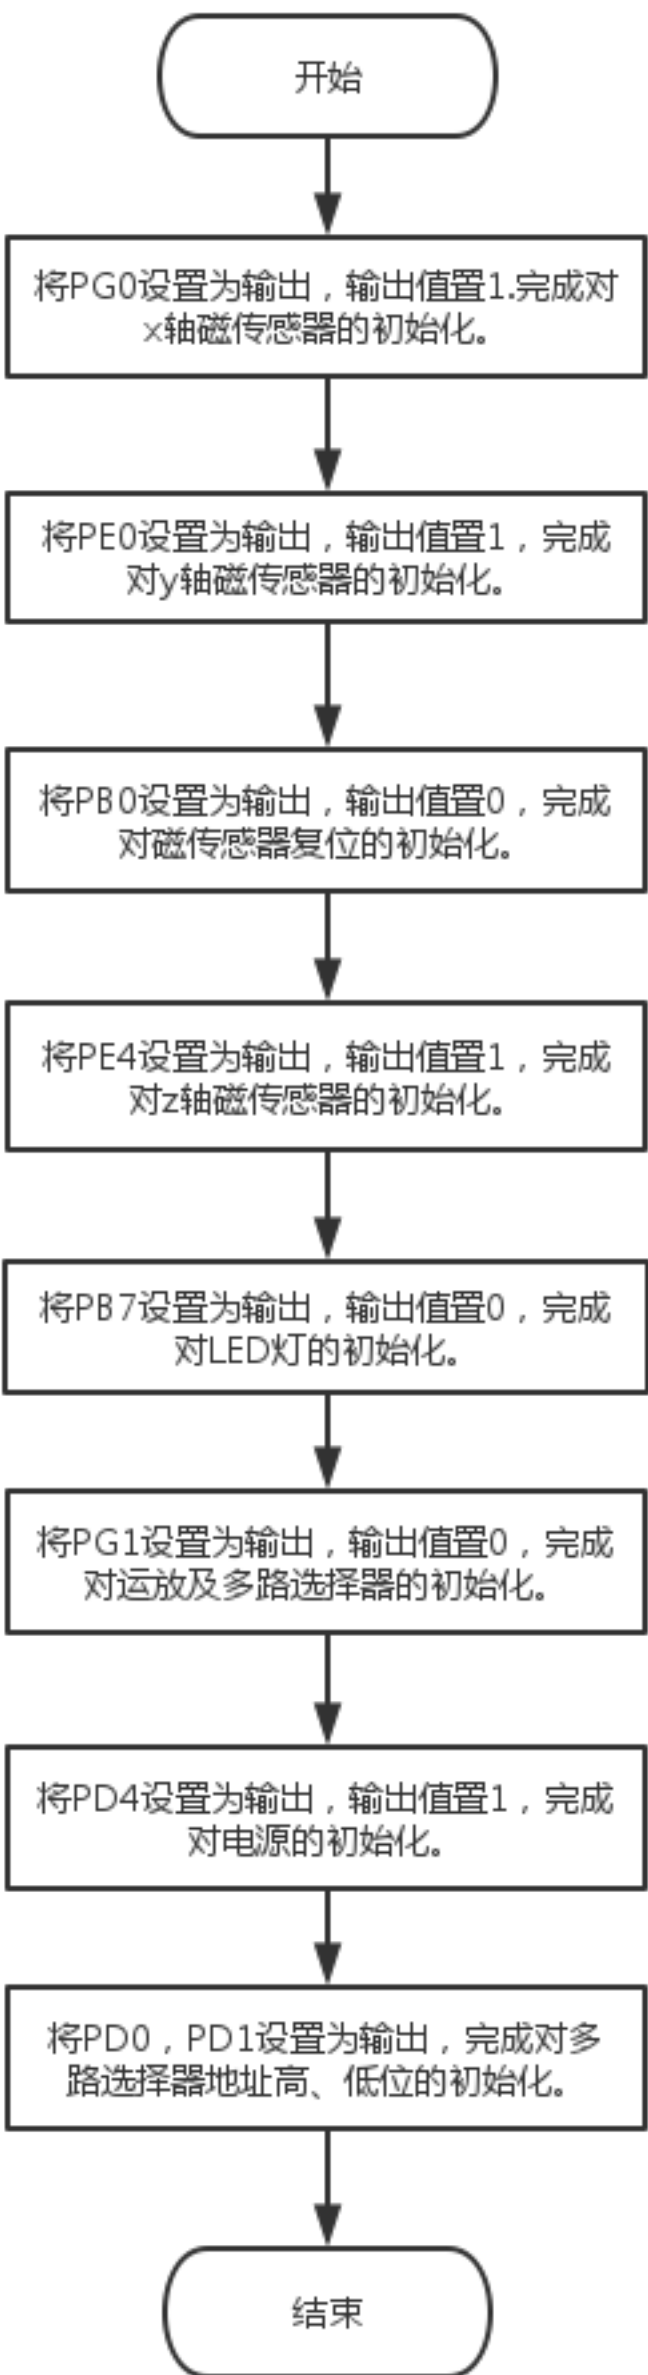 开始
将PG0设置为输出，输出值置1.完成对
x轴磁传感器的初始化。
将PE0设置为输出，输出值置1，完成
对y轴磁传感器的初始化。
将PB0设置为输出，输出值置0，完成
对磁传感器复位的初始化。
将PE4设置为输出，输出值置1，完成
对z轴磁传感器的初始化。
将PB7设置为输出，输出值置0，完成
对LED灯的初始化。
将PG1设置为输出，输出值置0，完成
对运放及多路选择器的初始化。
将PD4设置为输出，输出值置1，完成
对电源的初始化。
将PD0，PD1设置为输出，完成对多
路选择器地址高、低位的初始化。
结束